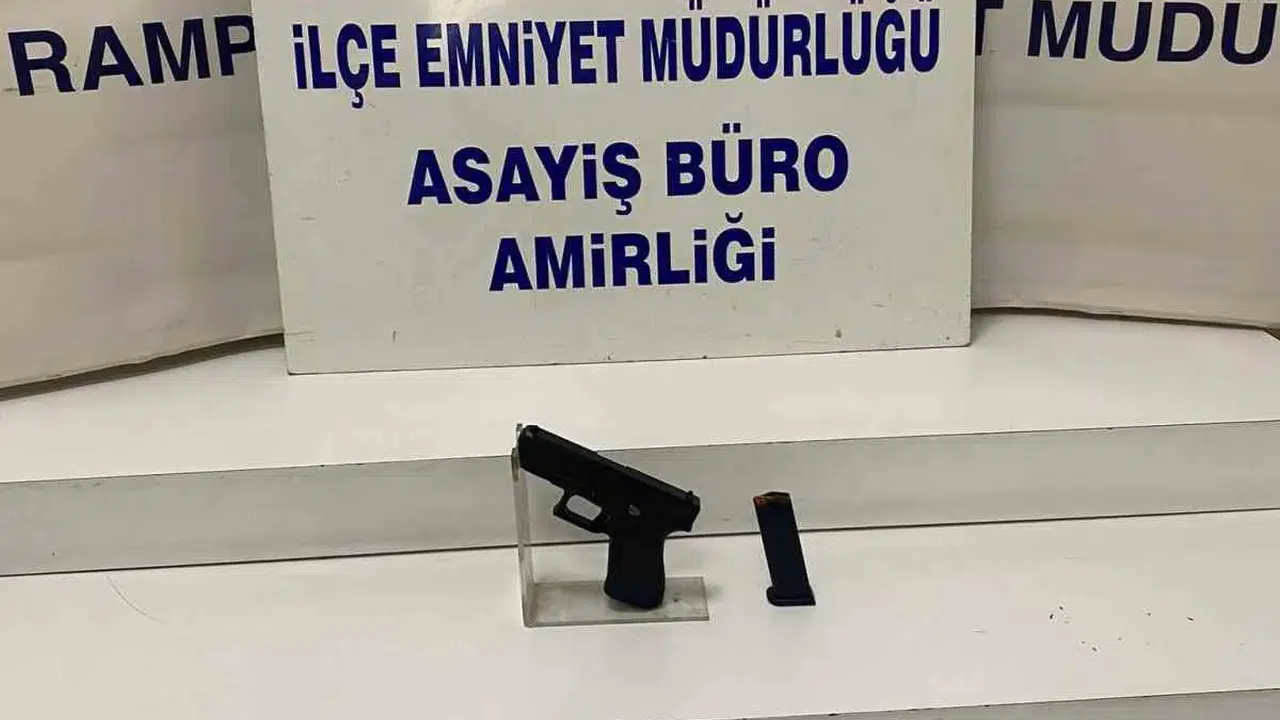 RAMP
İLÇE EMNİYET MÜDÜRLÜĞÜ
ASAYİŞ BÜRO
AMİRLİĞİ
T MÜDÜ